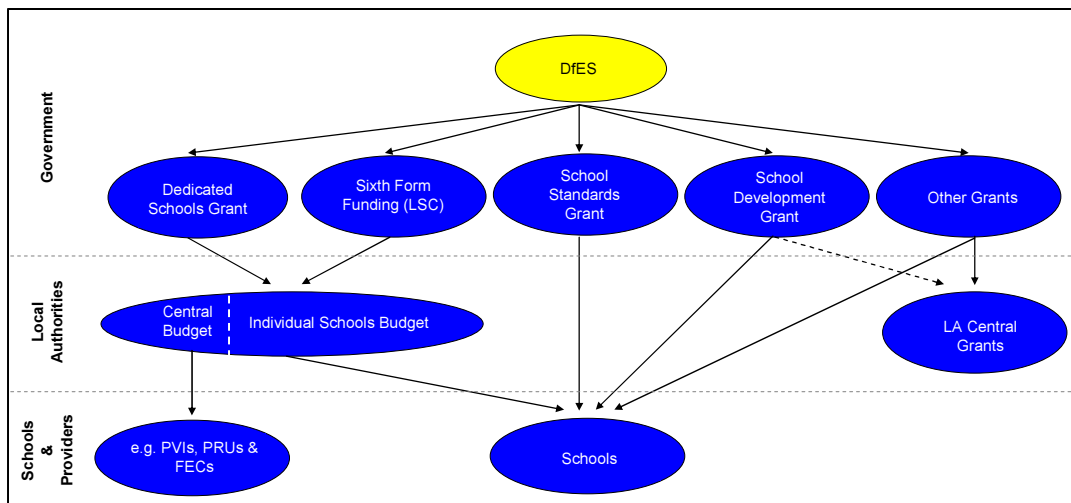 DfES
Government
Dedicated
Schools Grant
Sixth Form
Funding (LSC)
School
Standards
Grant
School
Development
Grant
Other Grants
Local
Authorities
Central
Budget
Individual Schools Budget
LA Central
Grants
Schools
&
Providers
e.g. PVIs, PRUs &
FECs
Schools